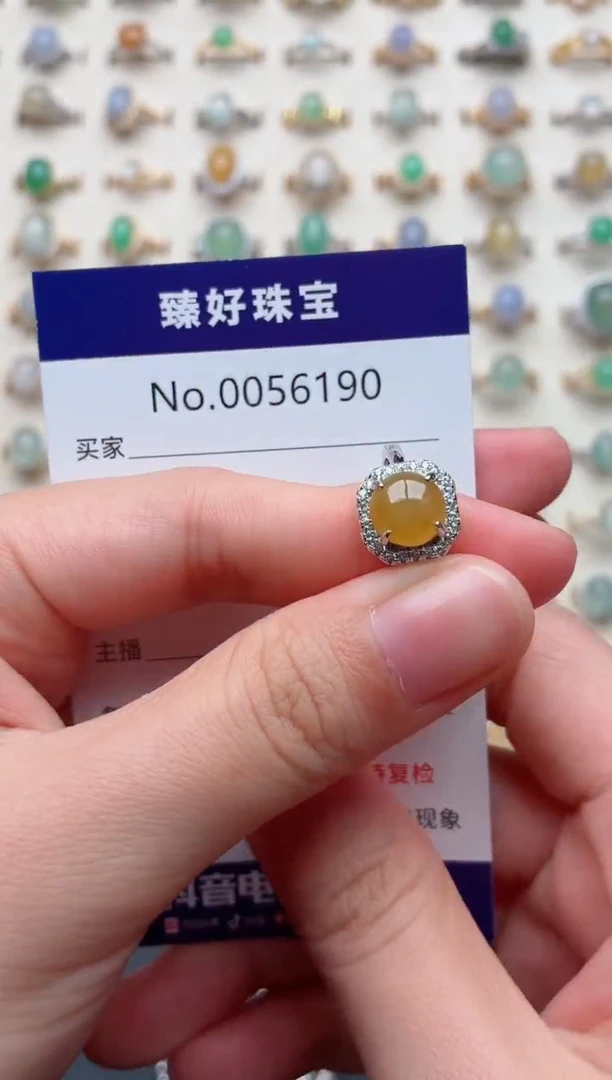 臻好珠宝
No.0056190
买家
主播
复检
现象
抖音电